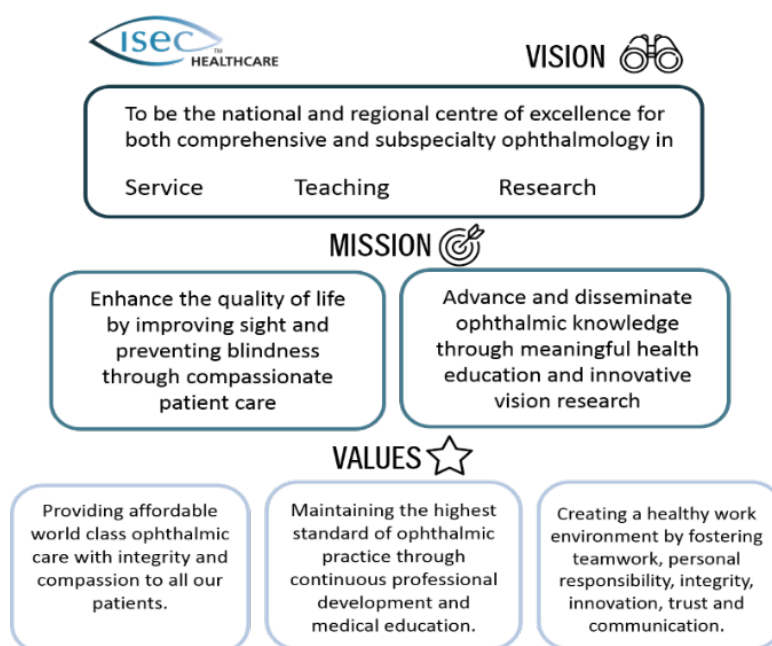 isec™
HEALTHCARE
VISION
To be the national and regional centre of excellence for
both comprehensive and subspecialty ophthalmology in
Service Teaching Research
MISSION
Enhance the quality of life
by improving sight and
preventing blindness
through compassionate
patient care
Advance and disseminate
ophthalmic knowledge
through meaningful health
education and innovative
vision research
VALUES
Providing affordable
world class ophthalmic
care with integrity and
compassion to all our
patients.
Maintaining the highest
standard of ophthalmic
practice through
continuous professional
development and
medical education.
Creating a healthy work
environment by fostering
teamwork, personal
responsibility, integrity,
innovation, trust and
communication.